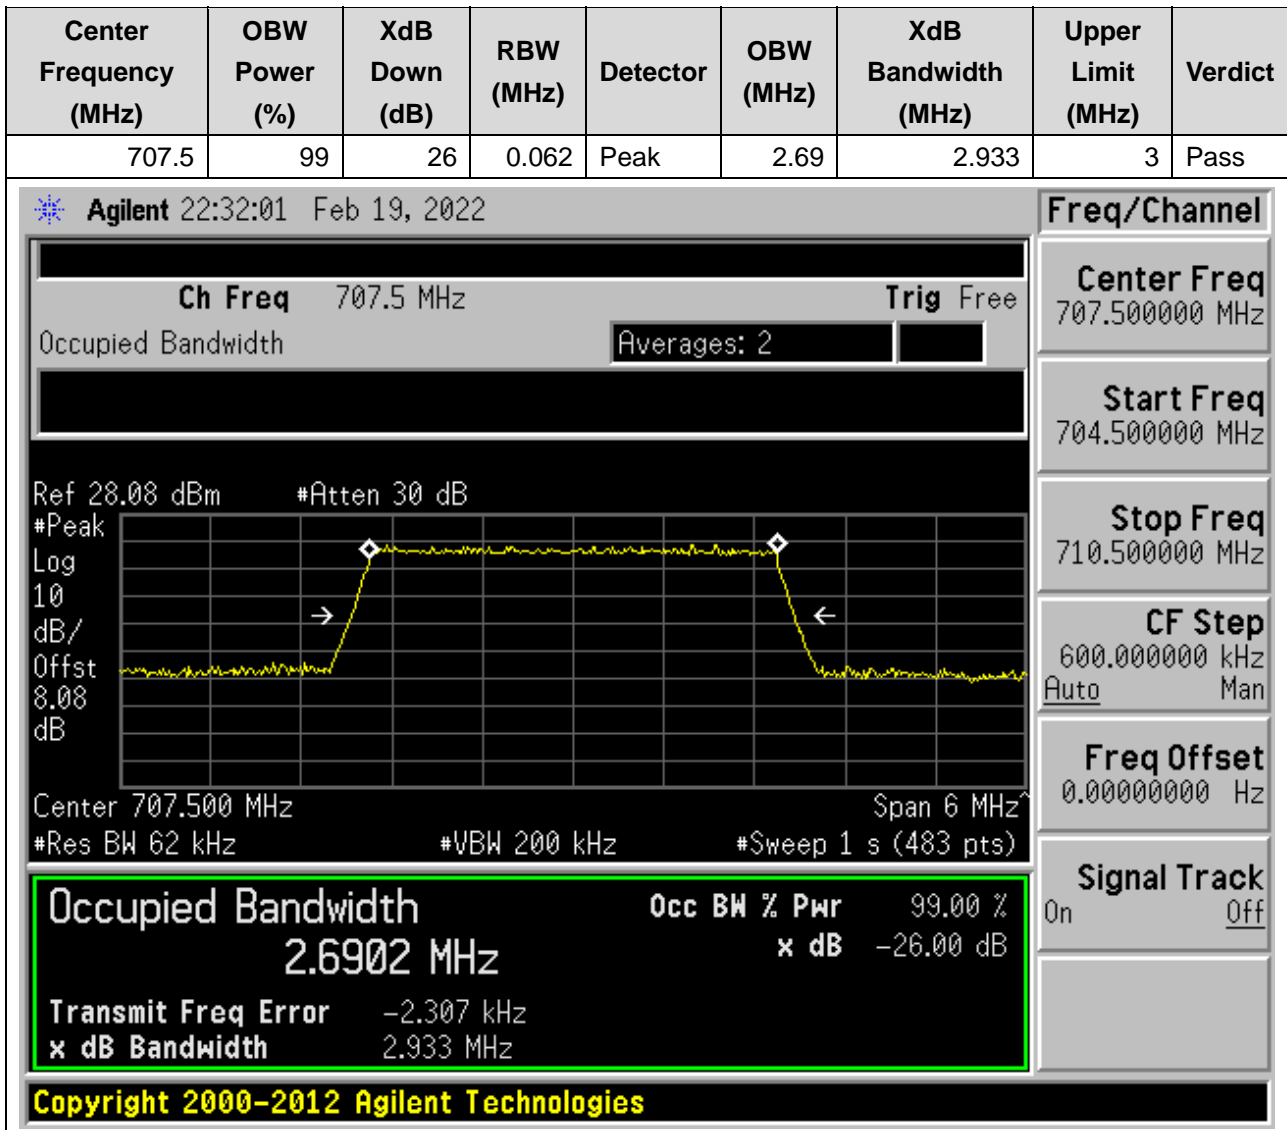 Center Frequency (MHz) OBW Power (%) XdB Down (dB) RBW (MHz) Detector OBW (MHz) XdB Bandwidth (MHz) Upper Limit (MHz) Verdict
707.5 99 26 0.062 Peak 2.69 2.933 3 Pass
Agilent 22:32:01 Feb 19, 2022
Freq/Channel
Ch Freq 707.5 MHz Trig Free
Occupied Bandwidth Averages: 2
Ref 28.08 dBm #Atten 30 dB
#Peak
Log
10
dB/
Offst
8.08
dB
Center 707.500 MHz Span 6 MHz^
#Res BW 62 kHz #VBW 200 kHz #Sweep 1 s (483 pts)
Occupied Bandwidth Occ BW % Pwr 99.00 %
2.6902 MHz x dB -26.00 dB
Transmit Freq Error -2.307 kHz
x dB Bandwidth 2.933 MHz
Center Freq
707.500000 MHz
Start Freq
704.500000 MHz
Stop Freq
710.500000 MHz
CF Step
600.000000 kHz
Auto Man
Freq Offset
0.00000000 Hz
Signal Track
On Off
Copyright 2000-2012 Agilent Technologies